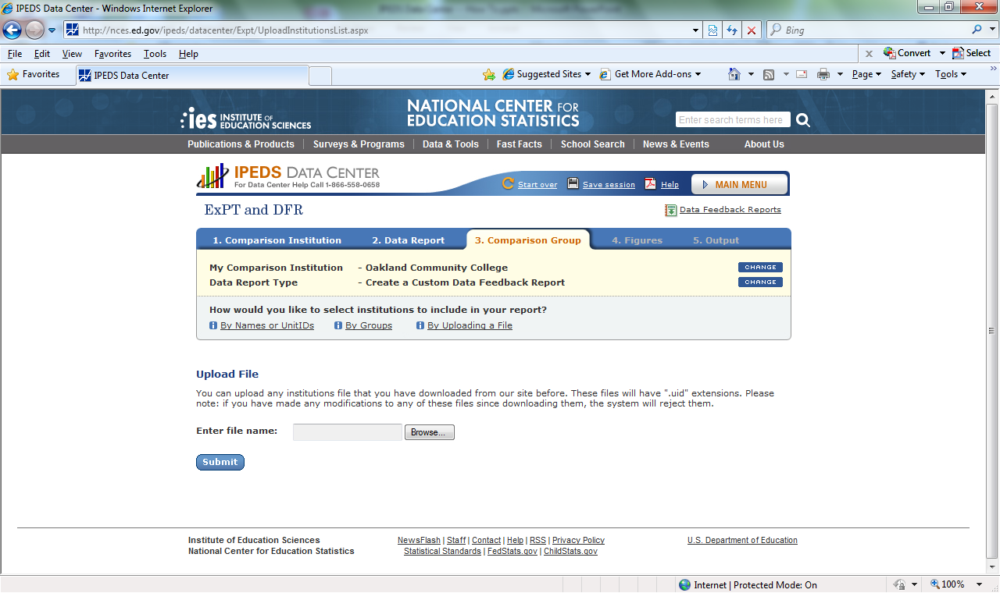 IPEDS Data Center - Windows Internet Explorer
http://nces.ed.gov/ipeds/datacenter/Expt/UploadInstitutionsList.aspx
Bing
File Edit View Favorites Tools Help
x Convert Select
Favorites IPEDS Data Center Suggested Sites Get More Add-ons Page Safety Tools
:ies INSTITUTE OF EDUCATION SCIENCES
NATIONAL CENTER FOR
EDUCATION STATISTICS
Enter search terms here
Publications & Products | Surveys & Programs | Data & Tools | Fast Facts | School Search | News & Events About Us
IPEDS DATA CENTER
For Data Center Help Call 1-866-558-0658
Start over Save session Help MAIN MENU
ExPT and DFR
Data Feedback Reports
1. Comparison Institution 2. Data Report 3. Comparison Group 4. Figures 5. Output
My Comparison Institution - Oakland Community College CHANGE
Data Report Type - Create a Custom Data Feedback Report CHANGE
How would you like to select institutions to include in your report?
By Names or UnitIDs By Groups By Uploading a File
Upload File
You can upload any institutions file that you have downloaded from our site before. These files will have ".uid" extensions. Please
note: if you have made any modifications to any of these files since downloading them, the system will reject them.
Enter file name: Browse...
Submit
Institute of Education Sciences
National Center for Education Statistics
NewsFlash | Staff | Contact | Help | RSS | Privacy Policy
Statistical Standards | FedStats.gov | ChildStats.gov
U.S. Department of Education
Internet | Protected Mode: On 100%